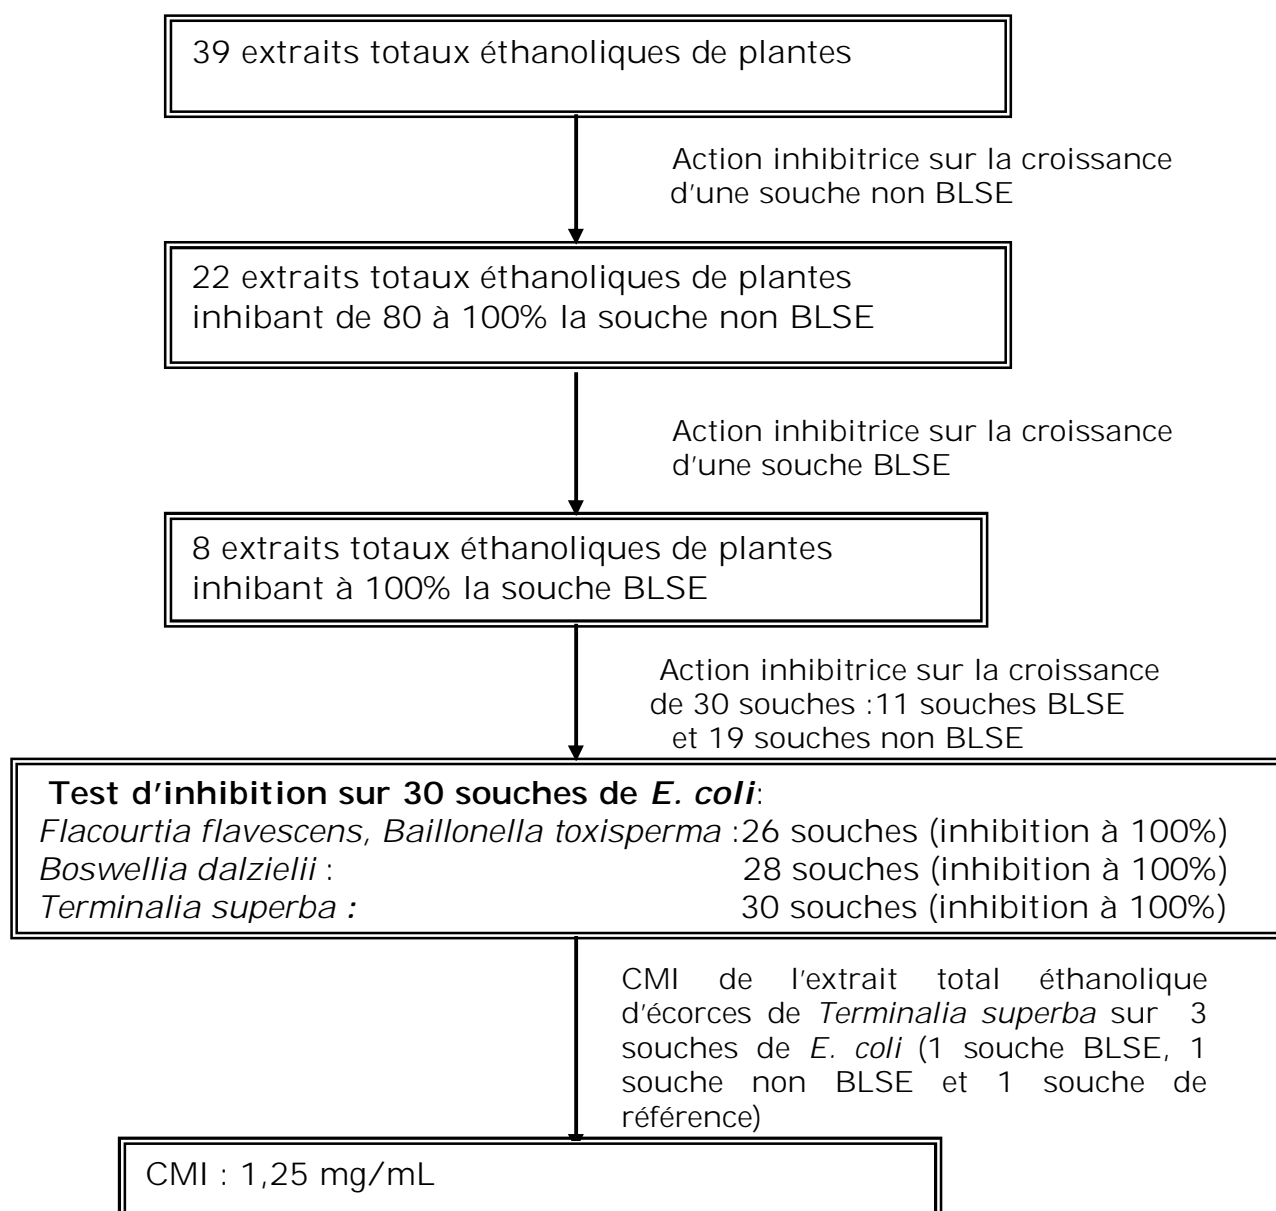 39 extraits totaux éthanoliques de plantes
Action inhibitrice sur la croissance
d'une souche non BLSE
22 extraits totaux éthanoliques de plantes
inhibant de 80 à 100% la souche non BLSE
Action inhibitrice sur la croissance
d'une souche BLSE
8 extraits totaux éthanoliques de plantes
inhibant à 100% la souche BLSE
Action inhibitrice sur la croissance
de 30 souches :11 souches BLSE
et 19 souches non BLSE
Test d'inhibition sur 30 souches de E. coli:
Flacourtia flavescens, Baillonella toxisperma :26 souches (inhibition à 100%)
Boswellia dalzielii : 28 souches (inhibition à 100%)
Terminalia superba : 30 souches (inhibition à 100%)
CMI de l'extrait total éthanolique
d'écorces de Terminalia superba sur 3
souches de E. coli (1 souche BLSE, 1
souche non BLSE et 1 souche de
référence)
CMI : 1,25 mg/mL